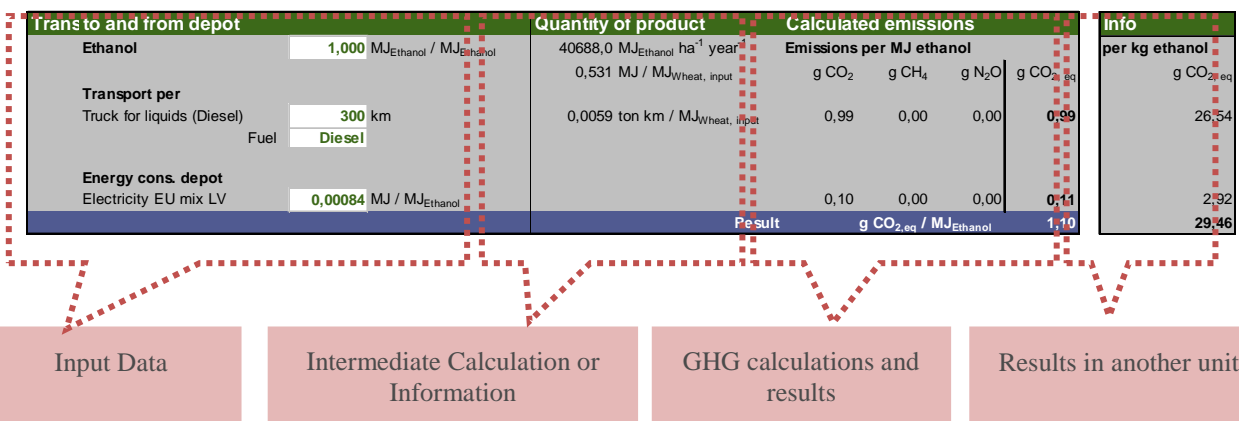 Trans to and from depot Quantity of product Calculated emissions Info
Ethanol 1,000 MJEthanol / MJEthanol 40688,0 MJEthanol ha-1 year-1 Emissions per MJ ethanol per kg ethanol
0,531 MJ / MJWheat, input g CO2 g CH4 g N2O g CO2, eq g CO2, eq
Transport per
Truck for liquids (Diesel) 300 km 0,0059 ton km / MJWheat, input 0,99 0,00 0,00 0,99 26,54
Fuel Diesel
Energy cons. depot
Electricity EU mix LV 0,00084 MJ / MJEthanol 0,10 0,00 0,00 0,11 2,92
Result g CO2,eq / MJEthanol 1,10 29,46
Input Data Intermediate Calculation or GHG calculations and Results in another unit
Information results